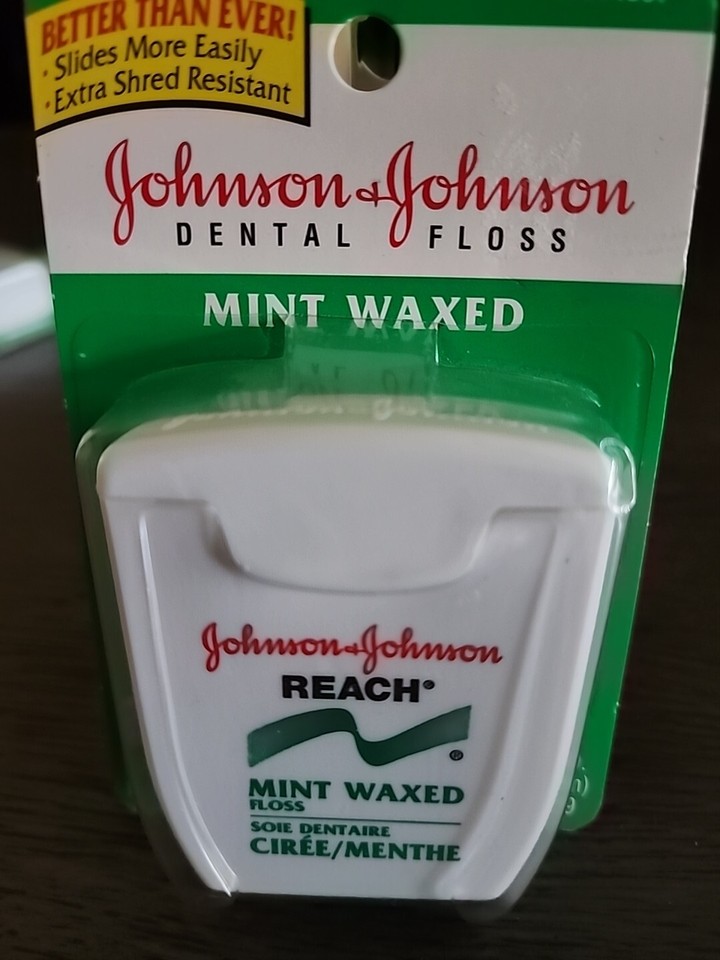 BETTER THAN EVER!
· Slides More Easily
· Extra Shred Resistant
Johnson & Johnson
DENTAL FLOSS
MINT WAXED
Johnson & Johnson
REACH®
®
MINT WAXED
FLOSS
SOIE DENTAIRE
CIRÉE/MENTHE